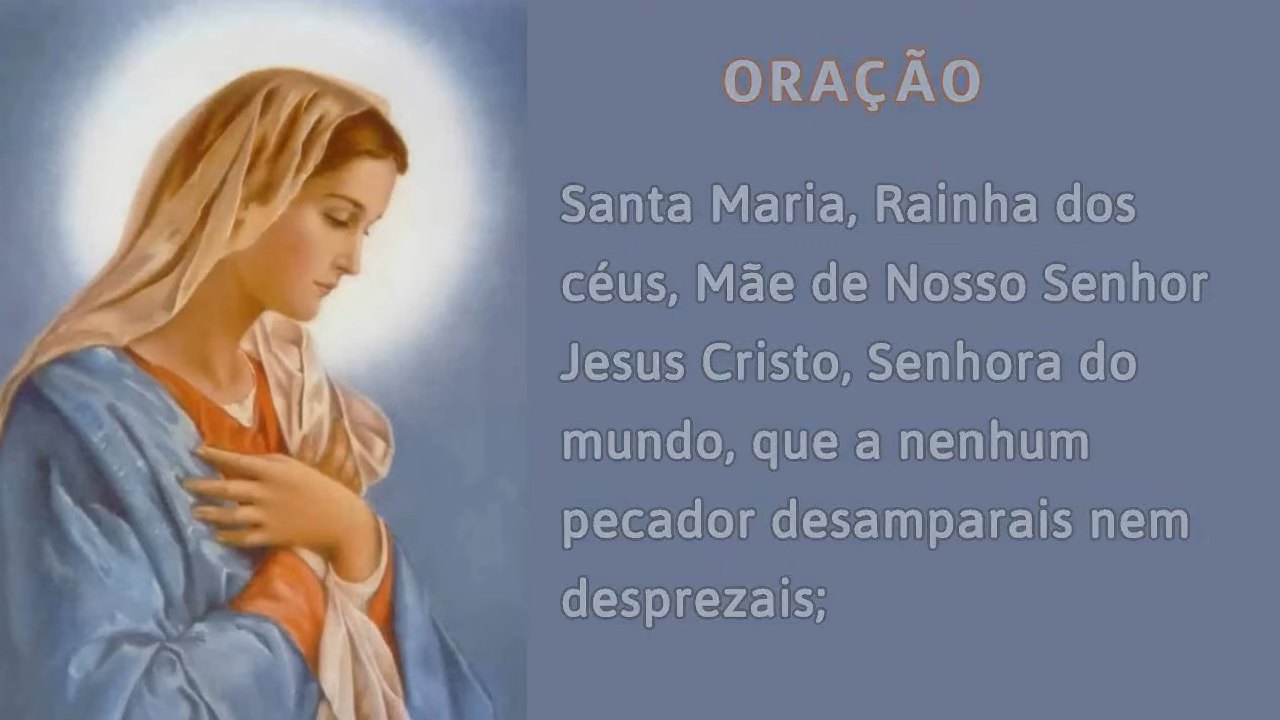 ORAÇÃO
Santa Maria, Rainha dos
céus, Mãe de Nosso Senhor
Jesus Cristo, Senhora do
mundo, que a nenhum
pecador desamparais nem
desprezais;